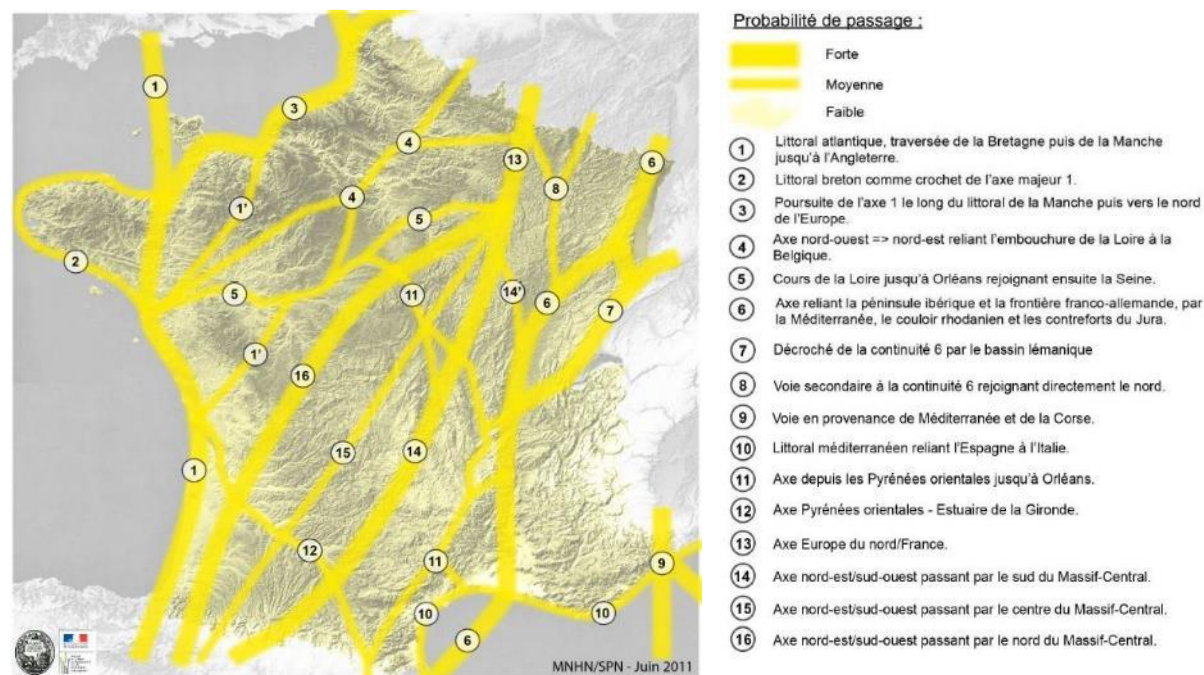 Probabilité de passage :
Forte
Moyenne
Faible
1 Littoral atlantique, traversée de la Bretagne puis de la Manche
jusqu'à l'Angleterre.
2 Littoral breton comme crochet de l'axe majeur 1.
3 Poursuite de l'axe 1 le long du littoral de la Manche puis vers le nord
de l'Europe.
4 Axe nord-ouest => nord-est reliant l'embouchure de la Loire à la
Belgique.
5 Cours de la Loire jusqu'à Orléans rejoignant ensuite la Seine.
6 Axe reliant la péninsule ibérique et la frontière franco-allemande, par
la Méditerranée, le couloir rhodanien et les contreforts du Jura.
7 Décroché de la continuité 6 par le bassin lémanique
8 Voie secondaire à la continuité 6 rejoignant directement le nord.
9 Voie en provenance de Méditerranée et de la Corse.
10 Littoral méditerranéen reliant l'Espagne à l'Italie.
11 Axe depuis les Pyrénées orientales jusqu'à Orléans.
12 Axe Pyrénées orientales - Estuaire de la Gironde.
13 Axe Europe du nord/France.
14 Axe nord-est/sud-ouest passant par le sud du Massif-Central.
15 Axe nord-est/sud-ouest passant par le centre du Massif-Central.
16 Axe nord-est/sud-ouest passant par le nord du Massif-Central.
1
3
4
13
6
8
4
1'
5
2
5
11
14'
6
7
1'
16
15
14
1
12
11
9
10
10
6
MNHN/SPN - Juin 2011